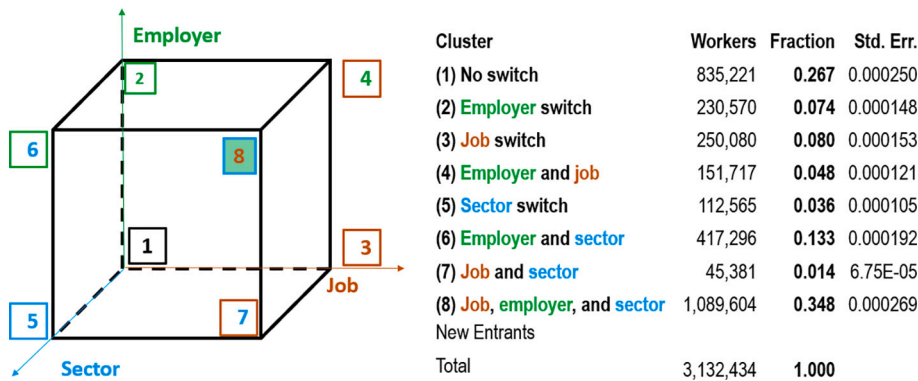 Employer
2
4
6
8
1
3
Job
5
7
Sector
Cluster Workers Fraction Std. Err.
(1) No switch 835,221 0.267 0.000250
(2) Employer switch 230,570 0.074 0.000148
(3) Job switch 250,080 0.080 0.000153
(4) Employer and job 151,717 0.048 0.000121
(5) Sector switch 112,565 0.036 0.000105
(6) Employer and sector 417,296 0.133 0.000192
(7) Job and sector 45,381 0.014 6.75E-05
(8) Job, employer, and sector 1,089,604 0.348 0.000269
New Entrants
Total 3,132,434 1.000